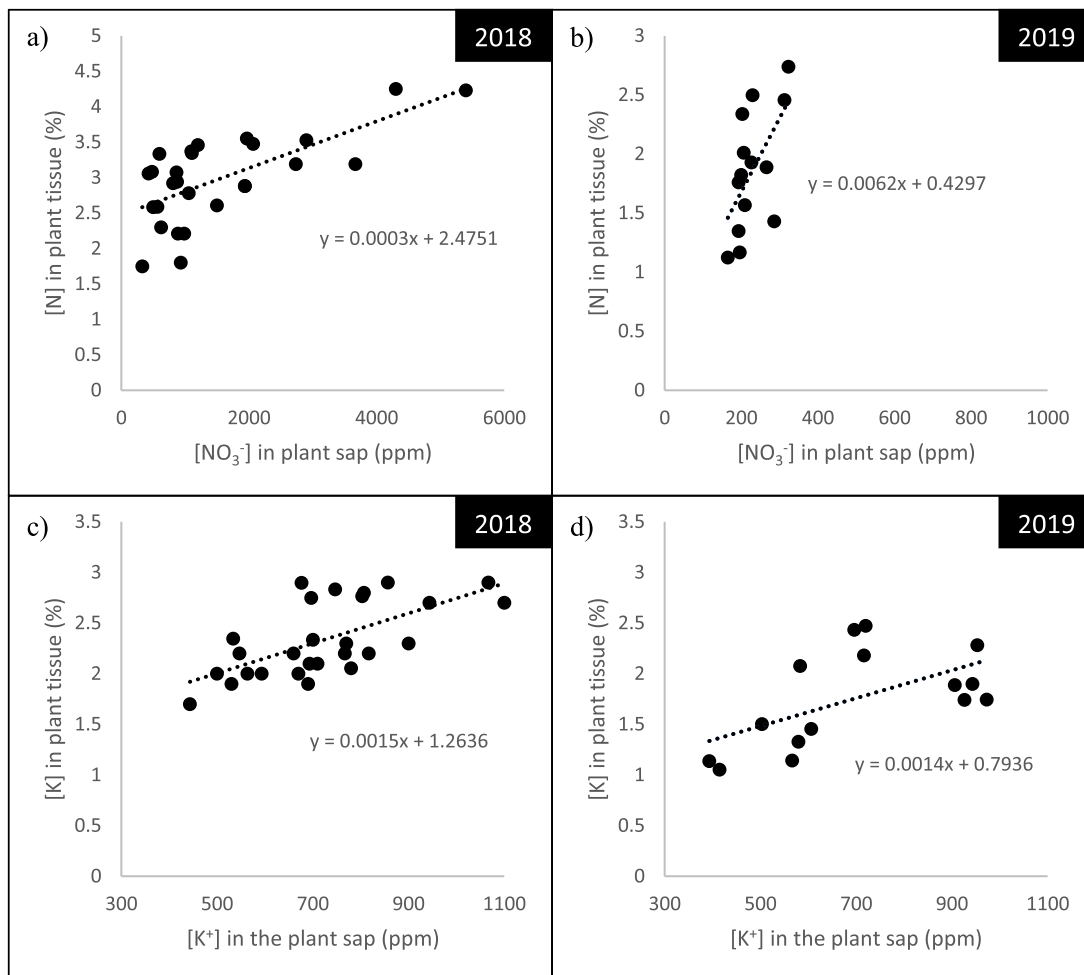 a)
2018
5
4.5
4
3.5
3
2.5
2
1.5
1
0.5
0
[N] in plant tissue (%)
y = 0.0003x + 2.4751
0 2000 4000 6000
[NO₃⁻] in plant sap (ppm)
b)
2019
3
2.5
2
1.5
1
0.5
0
[N] in plant tissue (%)
y = 0.0062x + 0.4297
0 200 400 600 800 1000
[NO₃⁻] in plant sap (ppm)
c)
2018
3.5
3
2.5
2
1.5
1
0.5
0
[K] in plant tissue (%)
y = 0.0015x + 1.2636
300 500 700 900 1100
[K⁺] in the plant sap (ppm)
d)
2019
3.5
3
2.5
2
1.5
1
0.5
0
[K] in plant tissue (%)
y = 0.0014x + 0.7936
300 500 700 900 1100
[K⁺] in the plant sap (ppm)